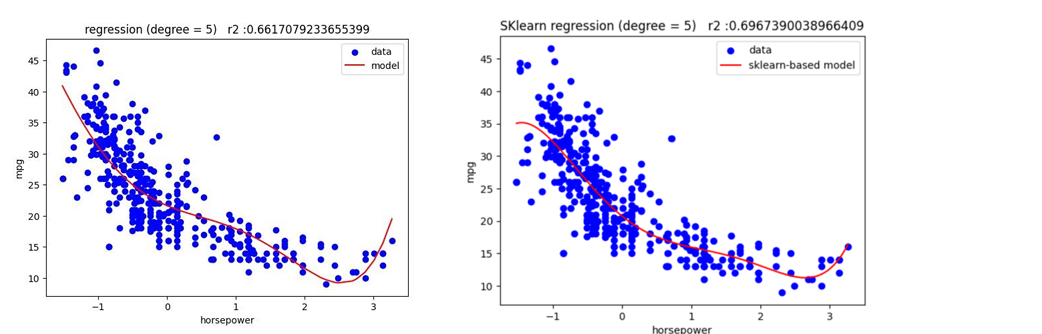 regression (degree = 5) r2 :0.6617079233655399
data
model
45
40
35
30
25
20
15
10
mpg
−1 0 1 2 3
horsepower
SKlearn regression (degree = 5) r2 :0.6967390038966409
data
sklearn-based model
45
40
35
30
25
20
15
10
mpg
−1 0 1 2 3
horsepower